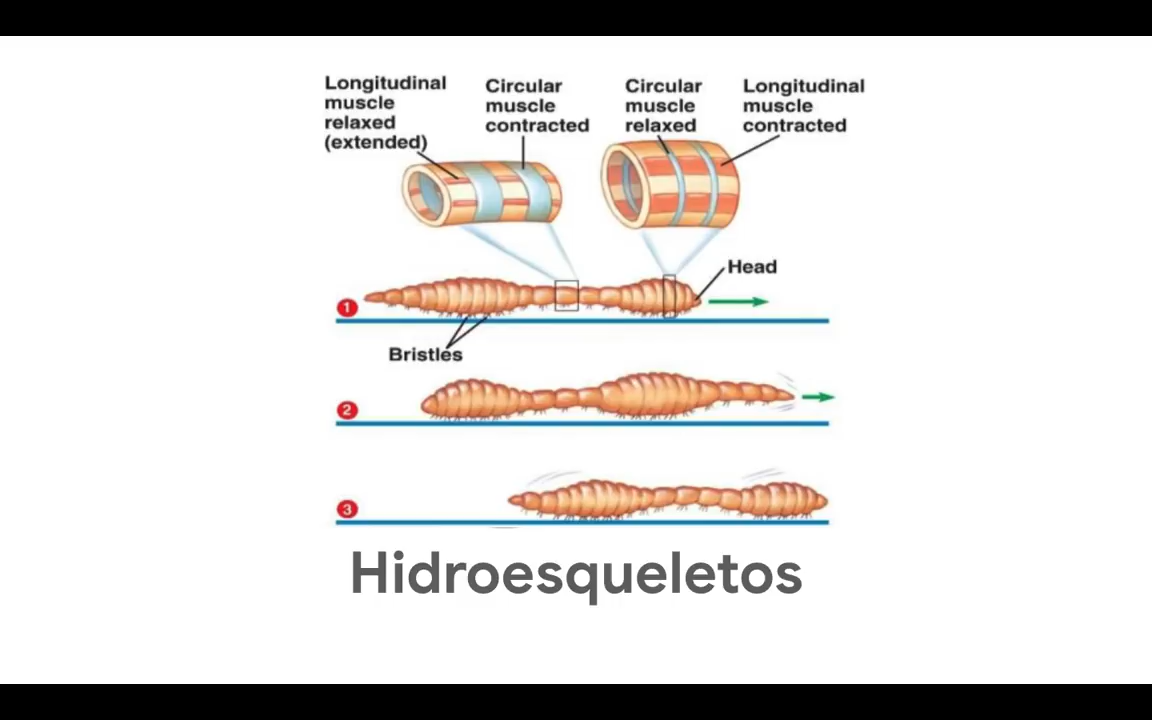 Longitudinal
muscle
relaxed
(extended)
Circular
muscle
contracted
Circular
muscle
relaxed
Longitudinal
muscle
contracted
Head
1
Bristles
2
3
Hidroesqueletos